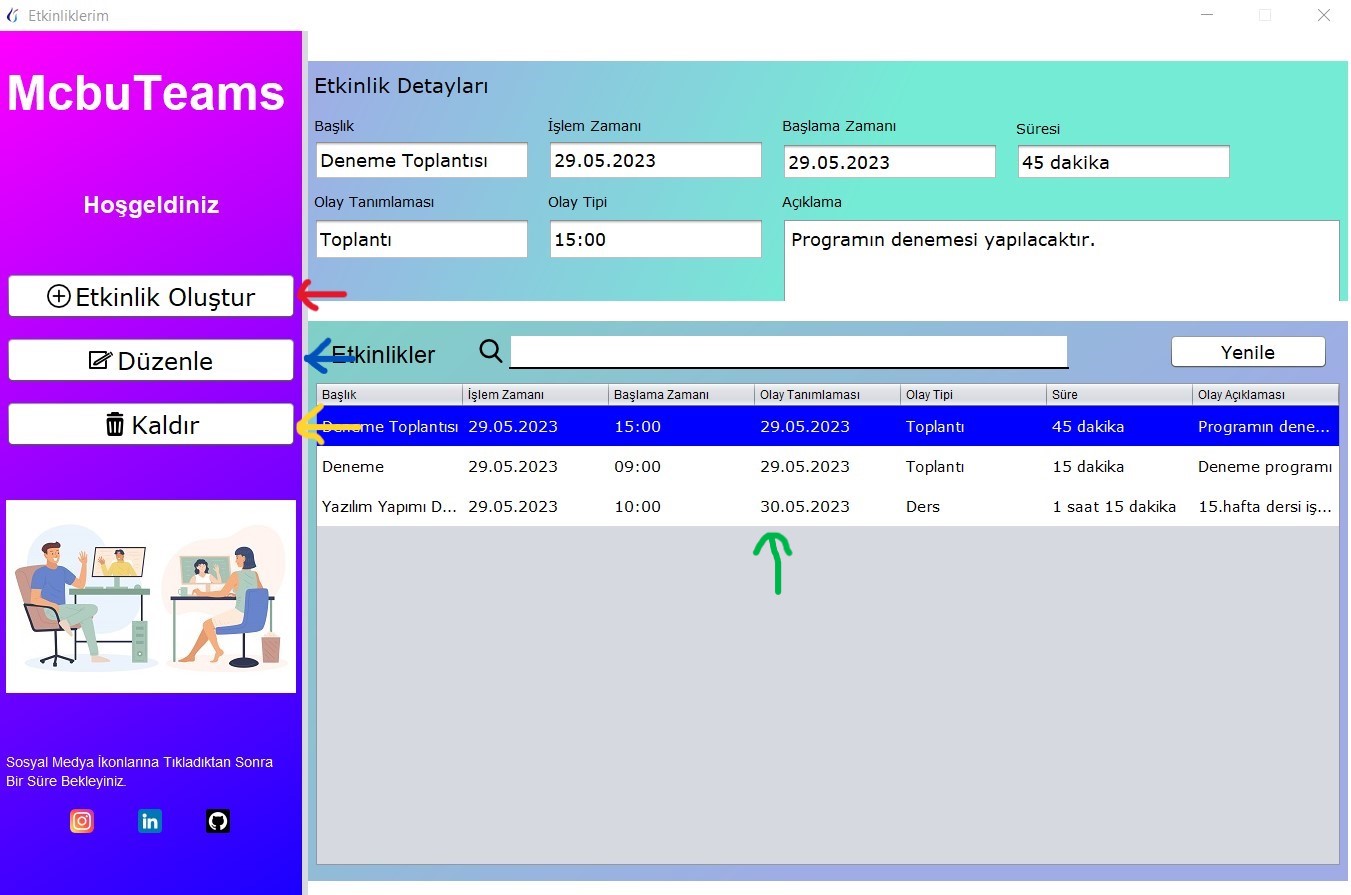 Etkinliklerim
McbuTeams
Hoşgeldiniz
Etkinlik Oluştur
Düzenle
Kaldır
Sosyal Medya İkonlarına Tıkladıktan Sonra
Bir Süre Bekleyiniz.
Etkinlik Detayları
Başlık İşlem Zamanı Başlama Zamanı Süresi
Deneme Toplantısı 29.05.2023 29.05.2023 45 dakika
Olay Tanımlaması Olay Tipi Açıklama
Toplantı 15:00 Programın denemesi yapılacaktır.
Etkinlikler Yenile
Başlık İşlem Zamanı Başlama Zamanı Olay Tanımlaması Olay Tipi Süre Olay Açıklaması
Deneme Toplantısı 29.05.2023 15:00 29.05.2023 Toplantı 45 dakika Programın dene...
Deneme 29.05.2023 09:00 29.05.2023 Toplantı 15 dakika Deneme programı
Yazılım Yapımı D... 29.05.2023 10:00 30.05.2023 Ders 1 saat 15 dakika 15.hafta dersi iş...